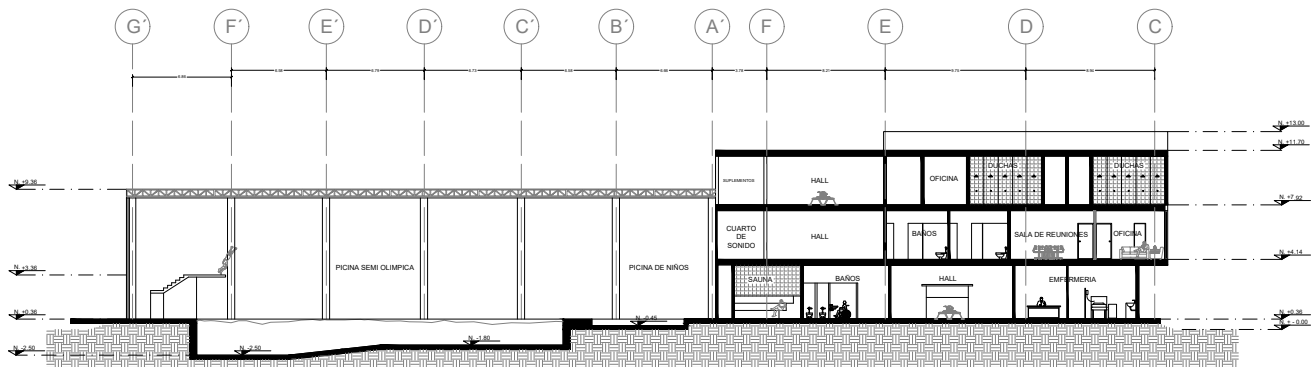 G´ F´ E´ D´ C´ B´ A´ F E D C
N. +13.00
N. +11.70
N. +9.36
DUCHAS
DUCHAS
SUPLEMENTOS
HALL
OFICINA
N. +7.92
CUARTO
DE
SONIDO
HALL
BAÑOS
SALA DE REUNIONES
OFICINA
N. +4.14
PICINA SEMI OLIMPICA
PICINA DE NIÑOS
N. +3.36
SAUNA
BAÑOS
HALL
EMFERMERIA
N. +0.36
N. +0.36
N. -0.45
N. + - 0.00
N. -1.80
N. -2.50
N. -2.50